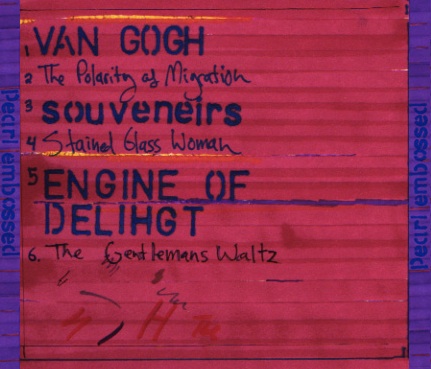 1 VAN GOGH
2 The Polarity of Migration
3 souveneirs
4 Stained Glass Woman
5 ENGINE OF
DELIHGT
6. The Gentlemans Waltz
pearl embossed
pearl embossed